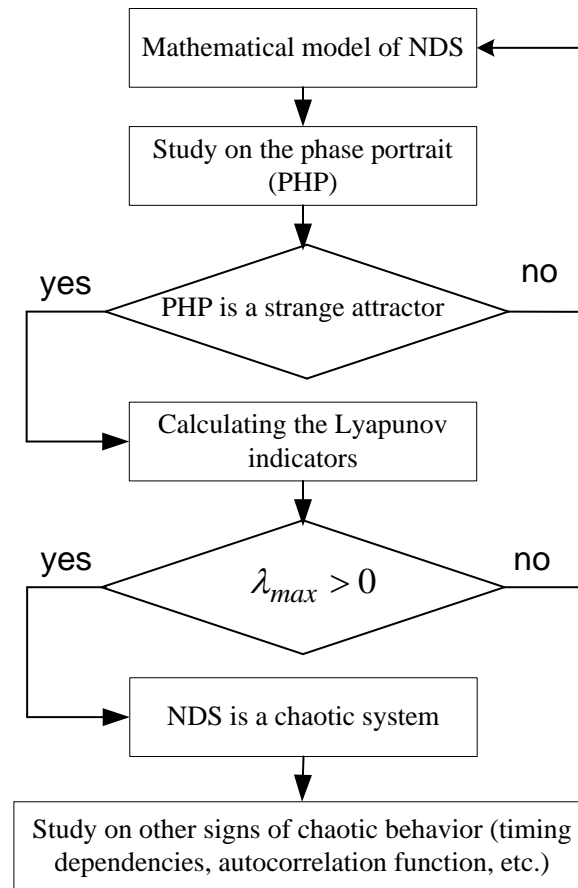 Mathematical model of NDS
Study on the phase portrait
(PHP)
yes
no
PHP is a strange attractor
Calculating the Lyapunov
indicators
yes
no
λmax > 0
NDS is a chaotic system
Study on other signs of chaotic behavior (timing
dependencies, autocorrelation function, etc.)